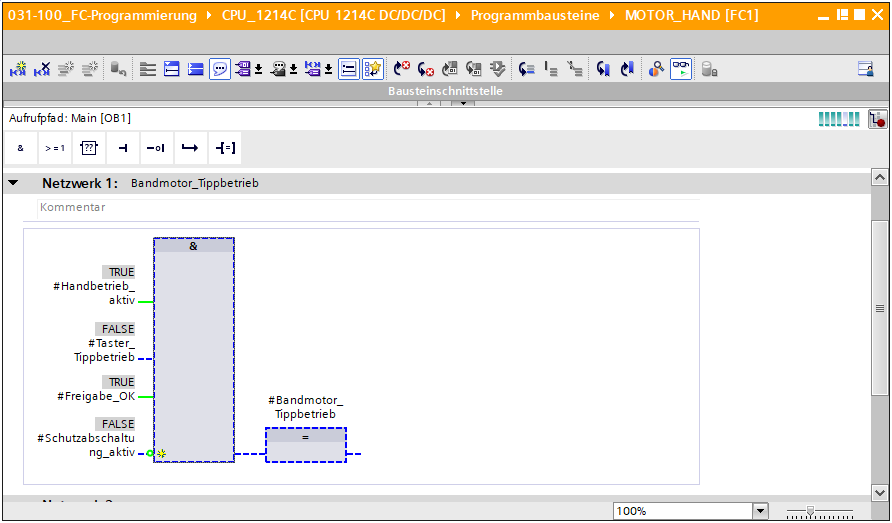 031-100_FC-Programmierung ▸ CPU_1214C [CPU 1214C DC/DC/DC] ▸ Programmbausteine ▸ MOTOR_HAND [FC1]
Bausteinschnittstelle
Aufrufpfad: Main [OB1]
& >=1 ?? -o| -[=]
Netzwerk 1: Bandmotor_Tippbetrieb
Kommentar
&
TRUE
#Handbetrieb_
aktiv
FALSE
#Taster_
Tippbetrieb
TRUE
#Freigabe_OK
FALSE
#Schutzabschaltu
ng_aktiv
#Bandmotor_
Tippbetrieb
=
100%